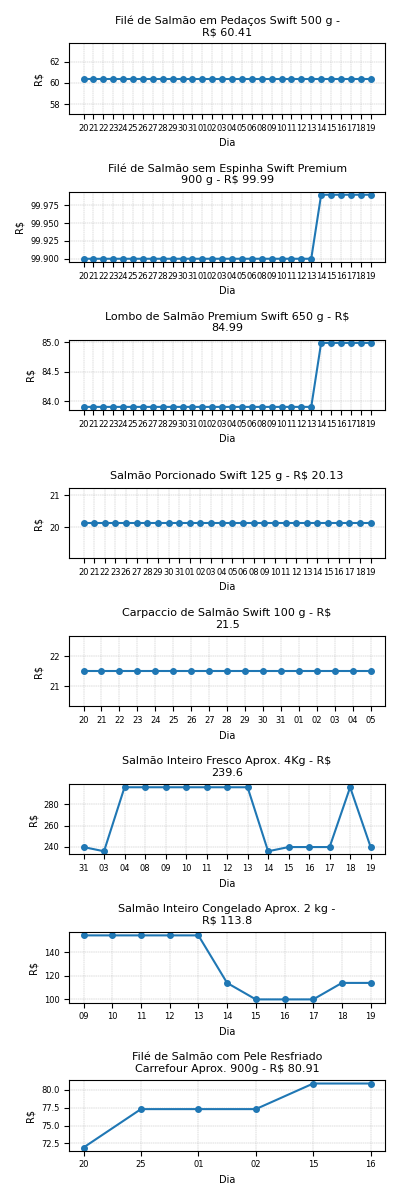 Filé de Salmão em Pedaços Swift 500 g -
R$ 60.41
R$
62
60
58
20 21 22 23 24 25 26 27 28 29 30 31 01 02 03 04 05 06 08 09 10 11 12 13 14 15 16 17 18 19
Dia
Filé de Salmão sem Espinha Swift Premium
900 g - R$ 99.99
R$
99.975
99.950
99.925
99.900
20 21 22 23 24 25 26 27 28 29 30 31 01 02 03 04 05 06 08 09 10 11 12 13 14 15 16 17 18 19
Dia
Lombo de Salmão Premium Swift 650 g - R$
84.99
R$
85.0
84.5
84.0
20 21 22 23 24 25 26 27 28 29 30 31 01 02 03 04 05 06 08 09 10 11 12 13 14 15 16 17 18 19
Dia
Salmão Porcionado Swift 125 g - R$ 20.13
R$
21
20
20 21 22 23 26 27 28 29 30 31 01 02 03 04 05 06 08 09 10 11 12 13 14 15 16 17 18 19
Dia
Carpaccio de Salmão Swift 100 g - R$
21.5
R$
22
21
20 21 22 23 24 25 26 27 28 29 30 31 01 02 03 04 05
Dia
Salmão Inteiro Fresco Aprox. 4Kg - R$
239.6
R$
280
260
240
31 03 04 08 09 10 11 12 13 14 15 16 17 18 19
Dia
Salmão Inteiro Congelado Aprox. 2 kg -
R$ 113.8
R$
140
120
100
09 10 11 12 13 14 15 16 17 18 19
Dia
Filé de Salmão com Pele Resfriado
Carrefour Aprox. 900g - R$ 80.91
R$
80.0
77.5
75.0
72.5
20 25 01 02 15 16
Dia